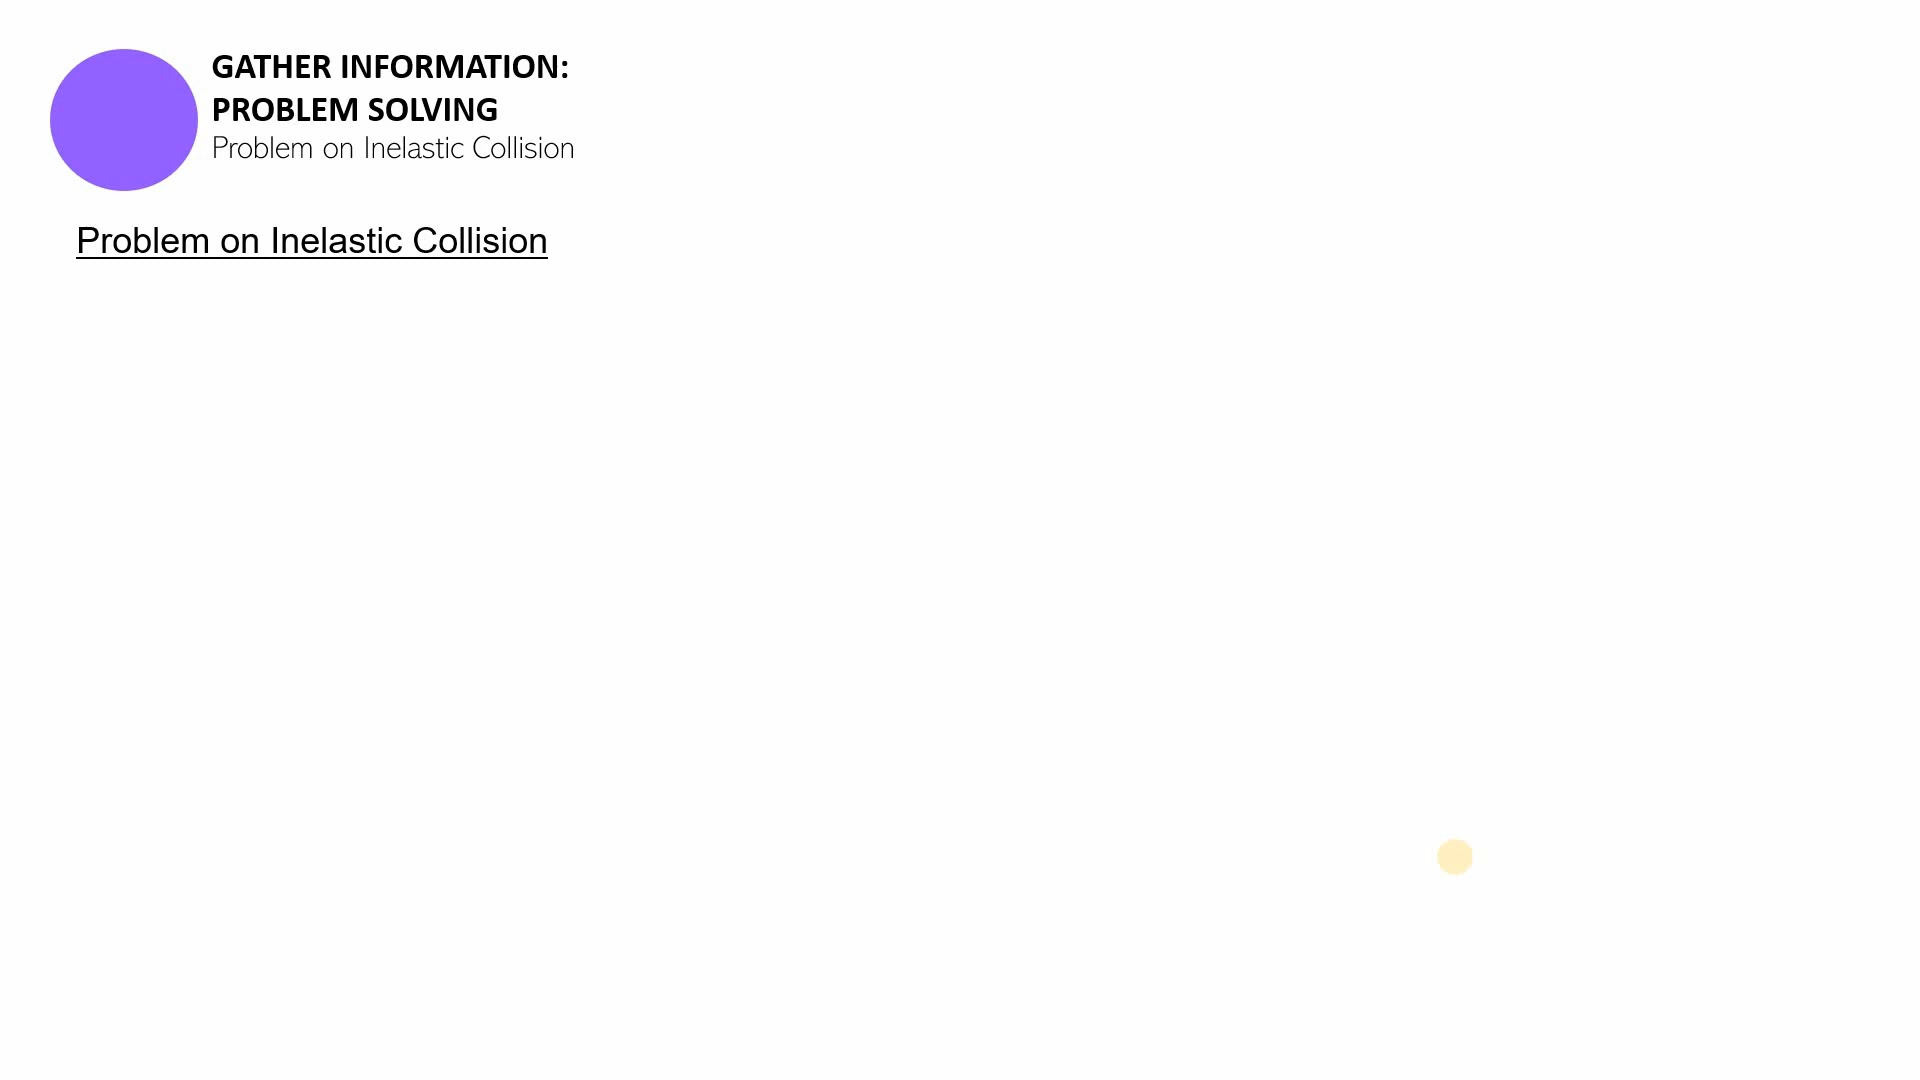 GATHER INFORMATION:
PROBLEM SOLVING
Problem on Inelastic Collision
Problem on Inelastic Collision